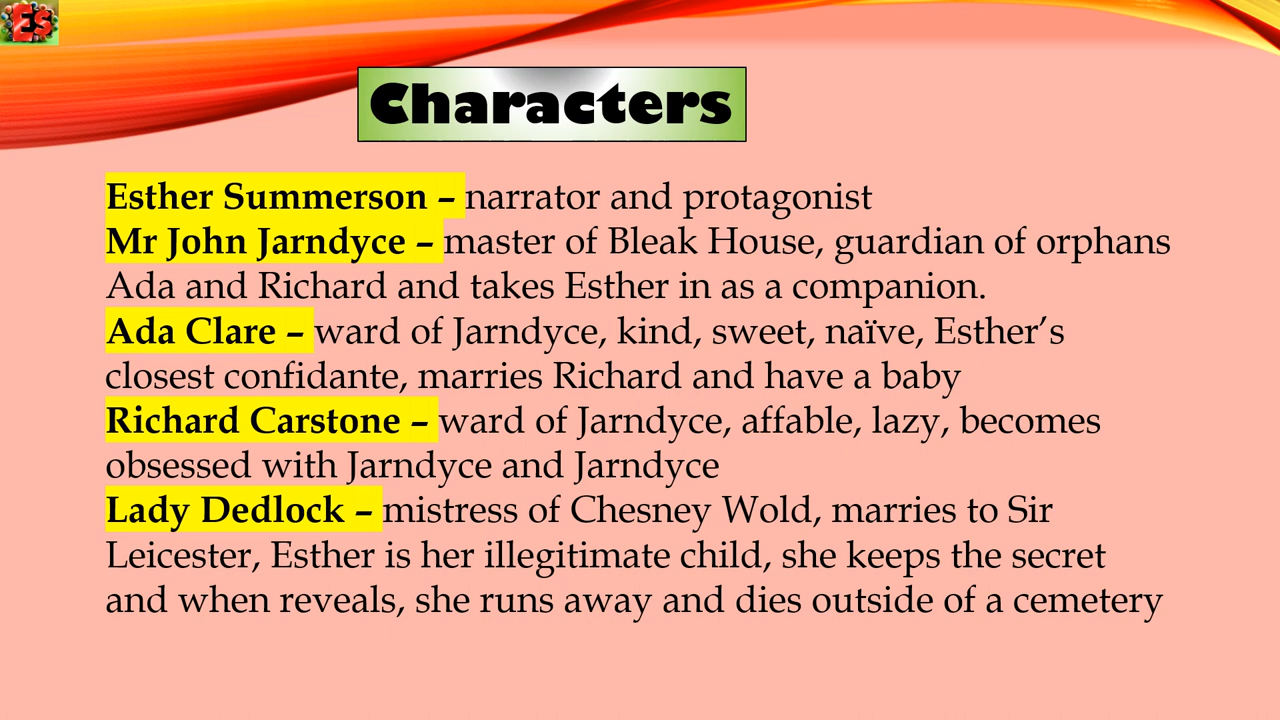 ES
Characters
Esther Summerson – narrator and protagonist
Mr John Jarndyce – master of Bleak House, guardian of orphans
Ada and Richard and takes Esther in as a companion.
Ada Clare – ward of Jarndyce, kind, sweet, naïve, Esther’s
closest confidante, marries Richard and have a baby
Richard Carstone – ward of Jarndyce, affable, lazy, becomes
obsessed with Jarndyce and Jarndyce
Lady Dedlock – mistress of Chesney Wold, marries to Sir
Leicester, Esther is her illegitimate child, she keeps the secret
and when reveals, she runs away and dies outside of a cemetery